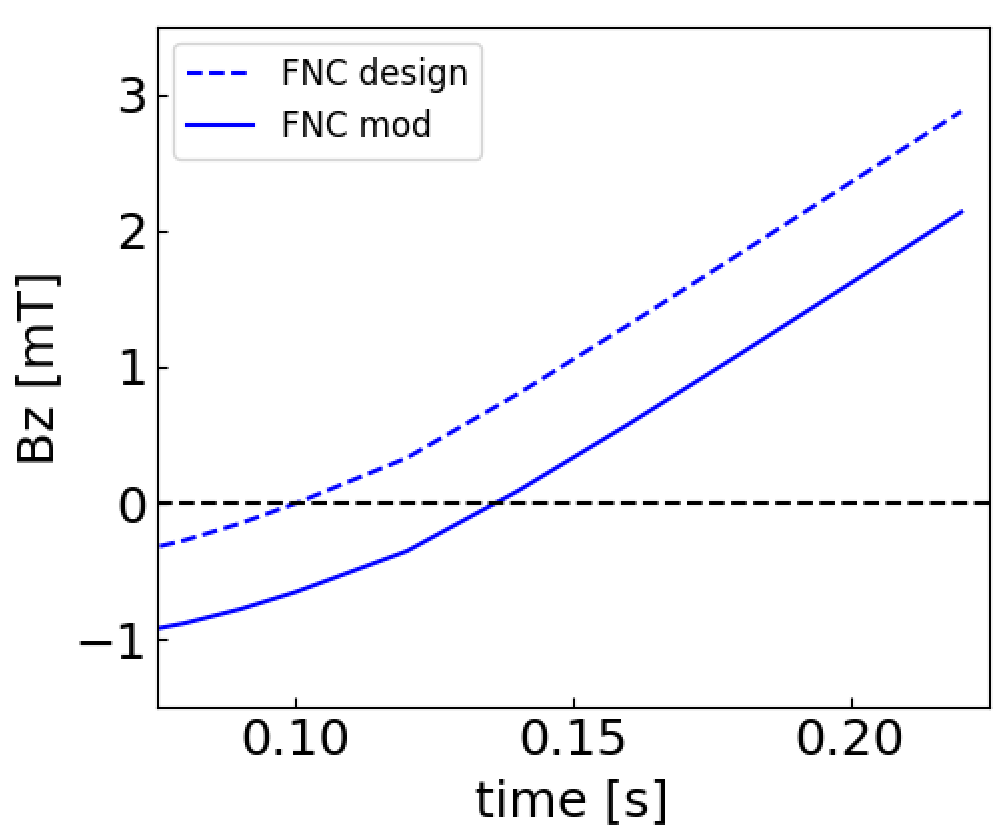 FNC design
FNC mod
3
2
1
0
−1
Bz [mT]
0.10 0.15 0.20
time [s]